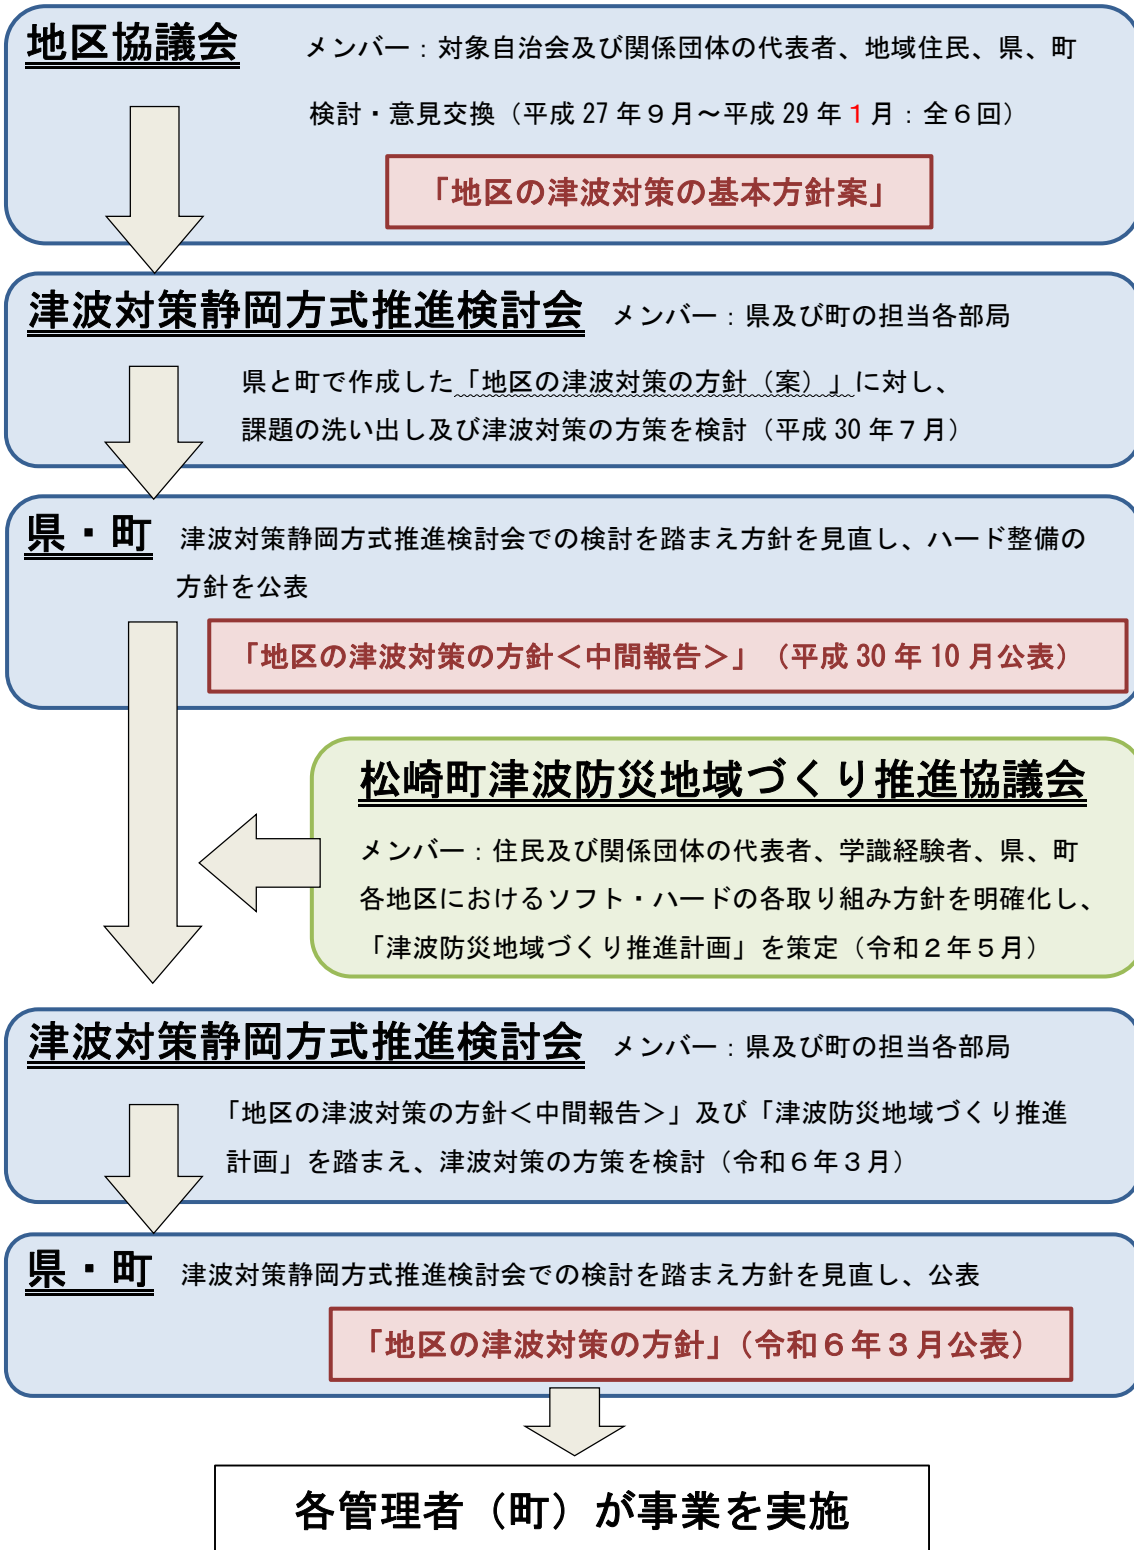 地区協議会 メンバー：対象自治会及び関係団体の代表者、地域住民、県、町
検討・意見交換（平成27年９月～平成29年１月：全６回）
「地区の津波対策の基本方針案」
津波対策静岡方式推進検討会 メンバー：県及び町の担当各部局
県と町で作成した「地区の津波対策の方針（案）」に対し、
課題の洗い出し及び津波対策の方策を検討（平成30年７月）
県・町 津波対策静岡方式推進検討会での検討を踏まえ方針を見直し、ハード整備の
方針を公表
「地区の津波対策の方針＜中間報告＞」（平成30年10月公表）
松崎町津波防災地域づくり推進協議会
メンバー：住民及び関係団体の代表者、学識経験者、県、町
各地区におけるソフト・ハードの各取り組み方針を明確化し、
「津波防災地域づくり推進計画」を策定（令和２年５月）
津波対策静岡方式推進検討会 メンバー：県及び町の担当各部局
「地区の津波対策の方針＜中間報告＞」及び「津波防災地域づくり推進
計画」を踏まえ、津波対策の方策を検討（令和６年３月）
県・町 津波対策静岡方式推進検討会での検討を踏まえ方針を見直し、公表
「地区の津波対策の方針」（令和６年３月公表）
各管理者（町）が事業を実施